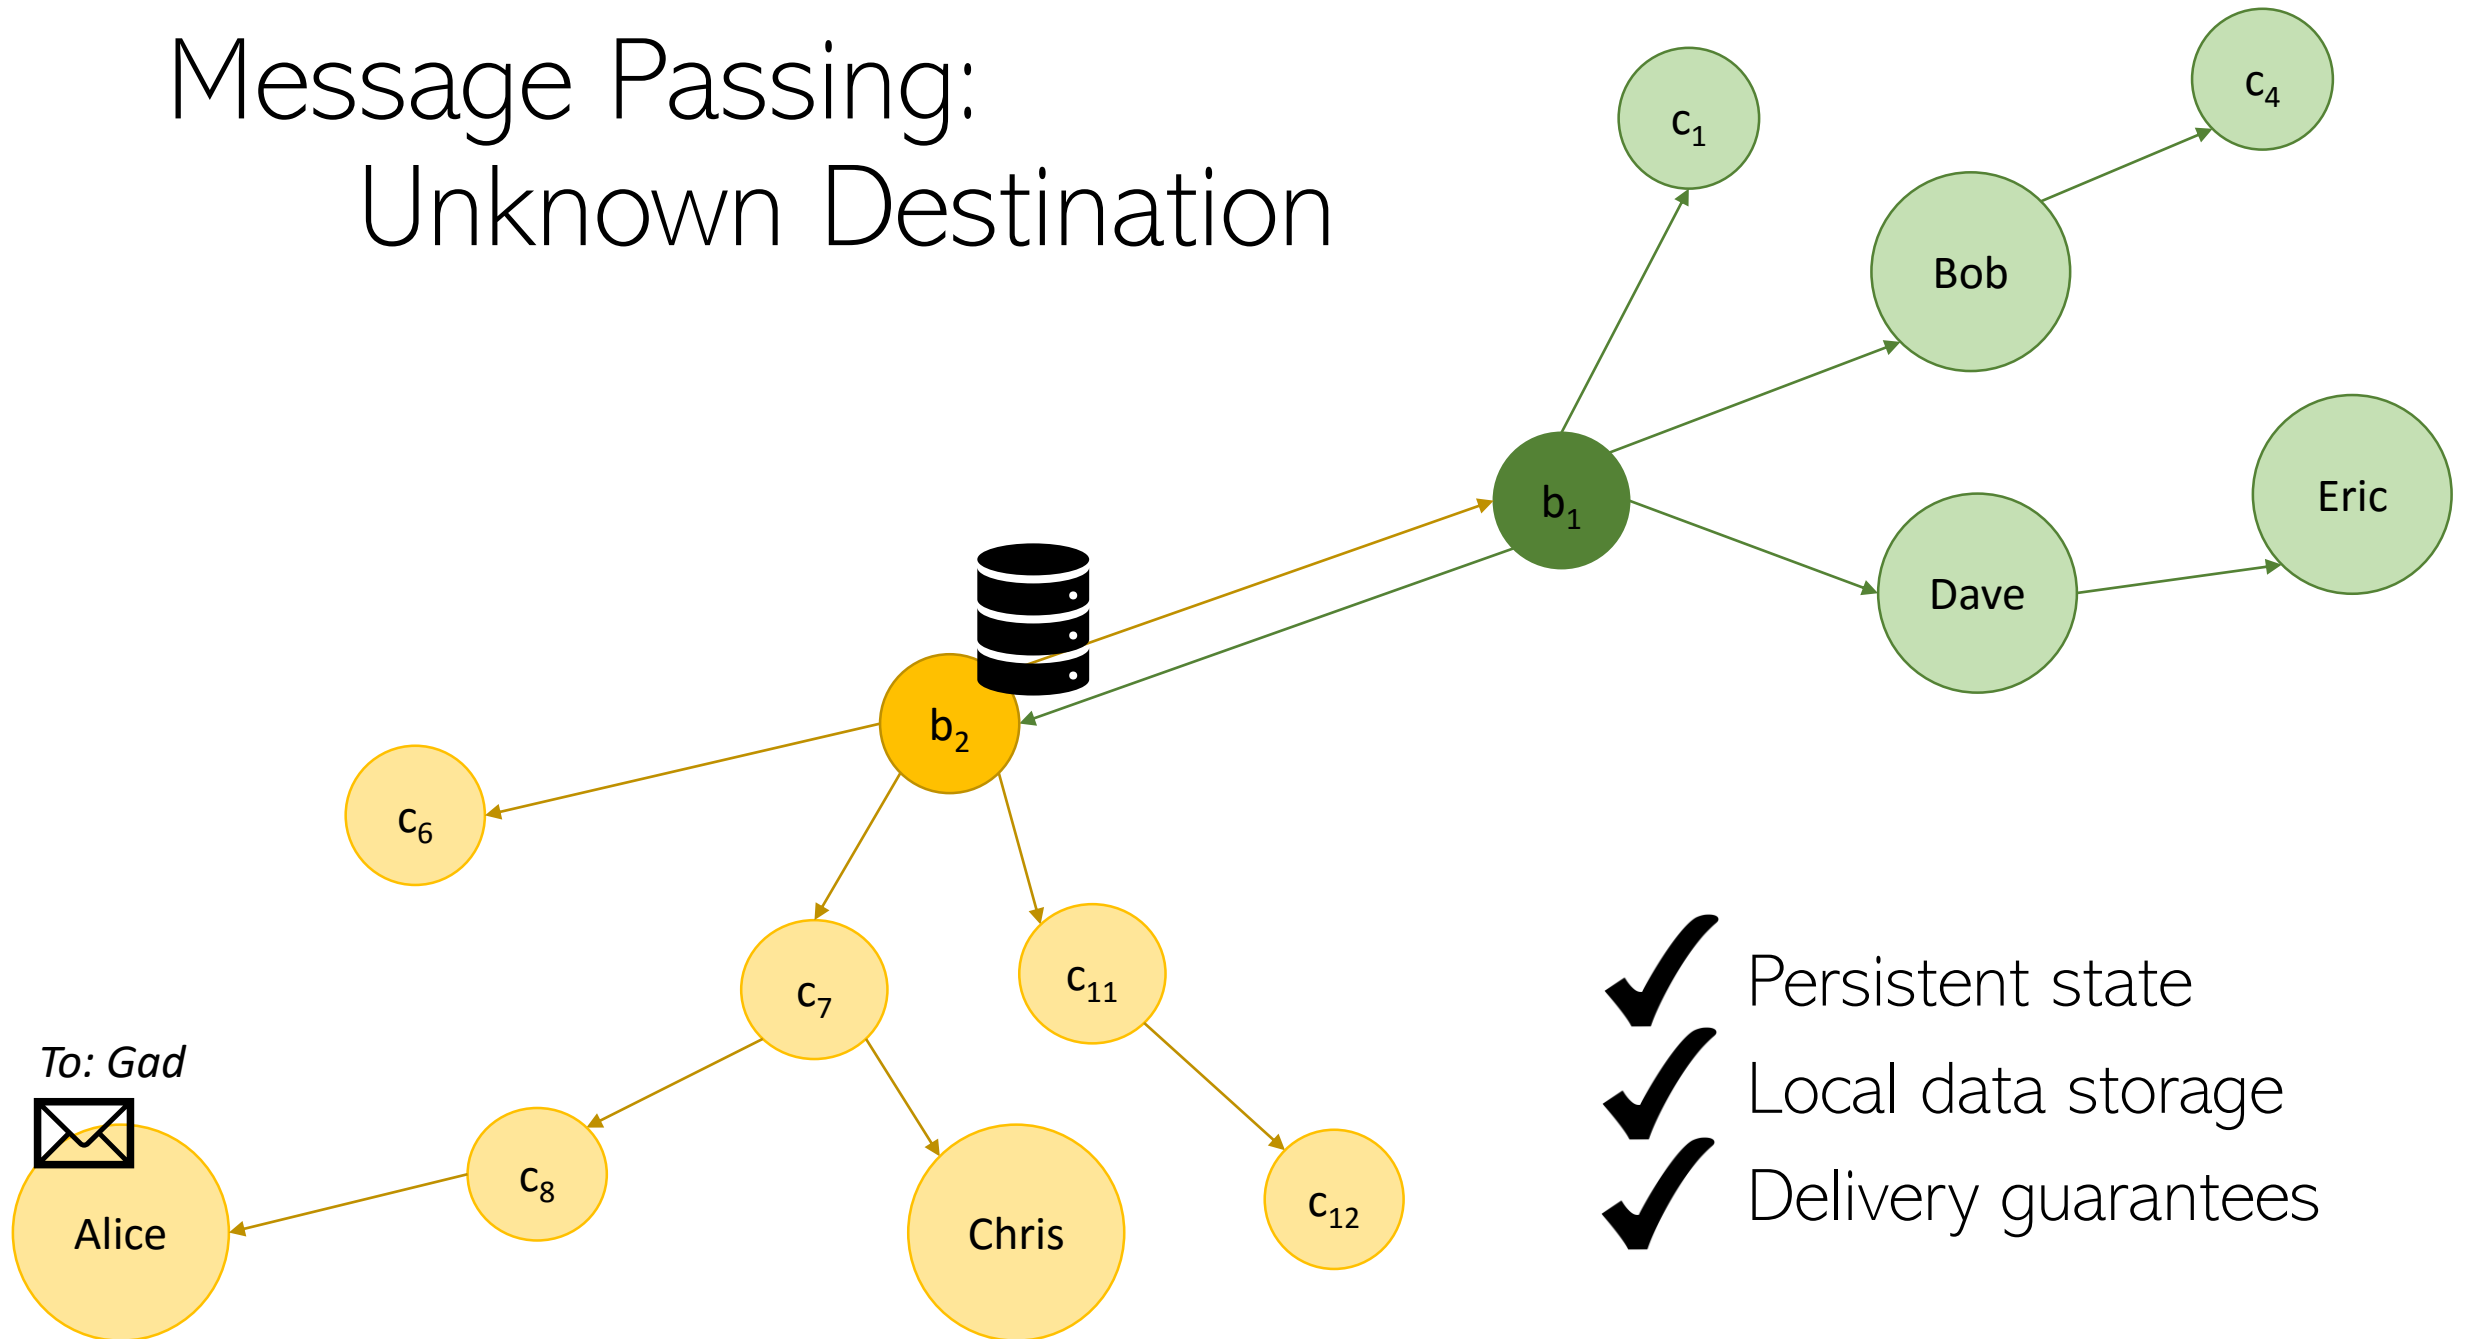 Message Passing:
Unknown Destination
c₁
c₄
Bob
b₁
Eric
Dave
b₂
c₆
c₇
c₁₁
Persistent state
Local data storage
Delivery guarantees
To: Gad
Alice
c₈
Chris
c₁₂